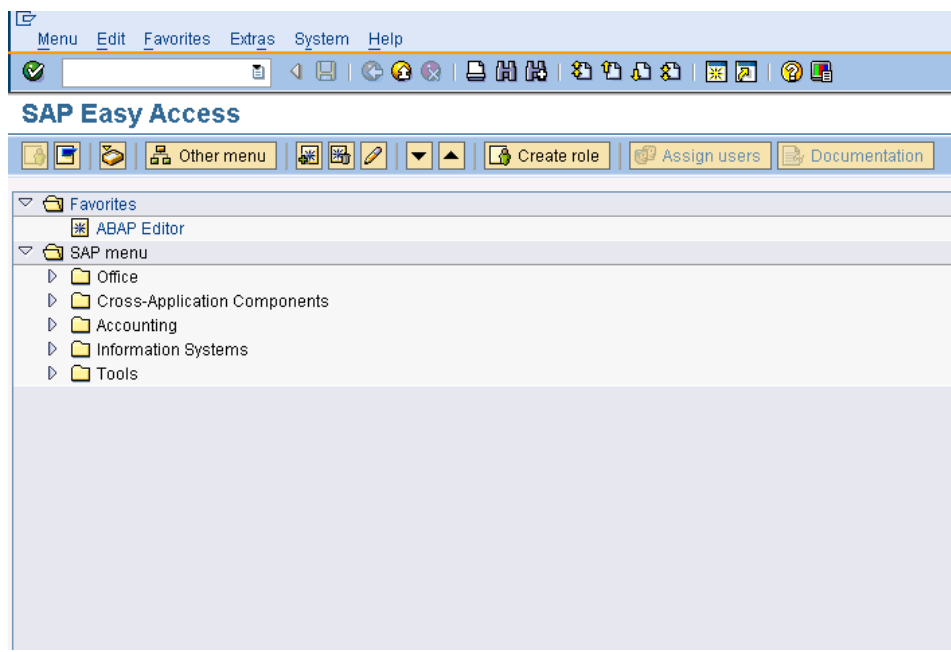 Menu Edit Favorites Extras System Help
SAP Easy Access
Other menu Create role Assign users Documentation
Favorites
ABAP Editor
SAP menu
Office
Cross-Application Components
Accounting
Information Systems
Tools